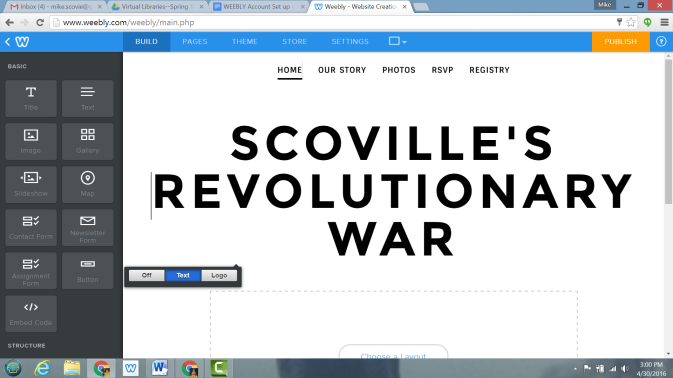 Inbox (4) - mike.scovie@g
Virtual Libraries~Spring 1
WEEBLY Account Set up
Weebly - Website Creatio
Mike
www.weebly.com/weebly/main.php
BUILD PAGES THEME STORE SETTINGS PUBLISH ?
BASIC
HOME OUR STORY PHOTOS RSVP REGISTRY
Title Text
Image Gallery
Slideshow Map
Contact Form Newsletter Form
Assignment Form Button
Embed Code
STRUCTURE
SCOVILLE'S
REVOLUTIONARY
WAR
Off Text Logo
Choose a Layout
3:00 PM
4/30/2016